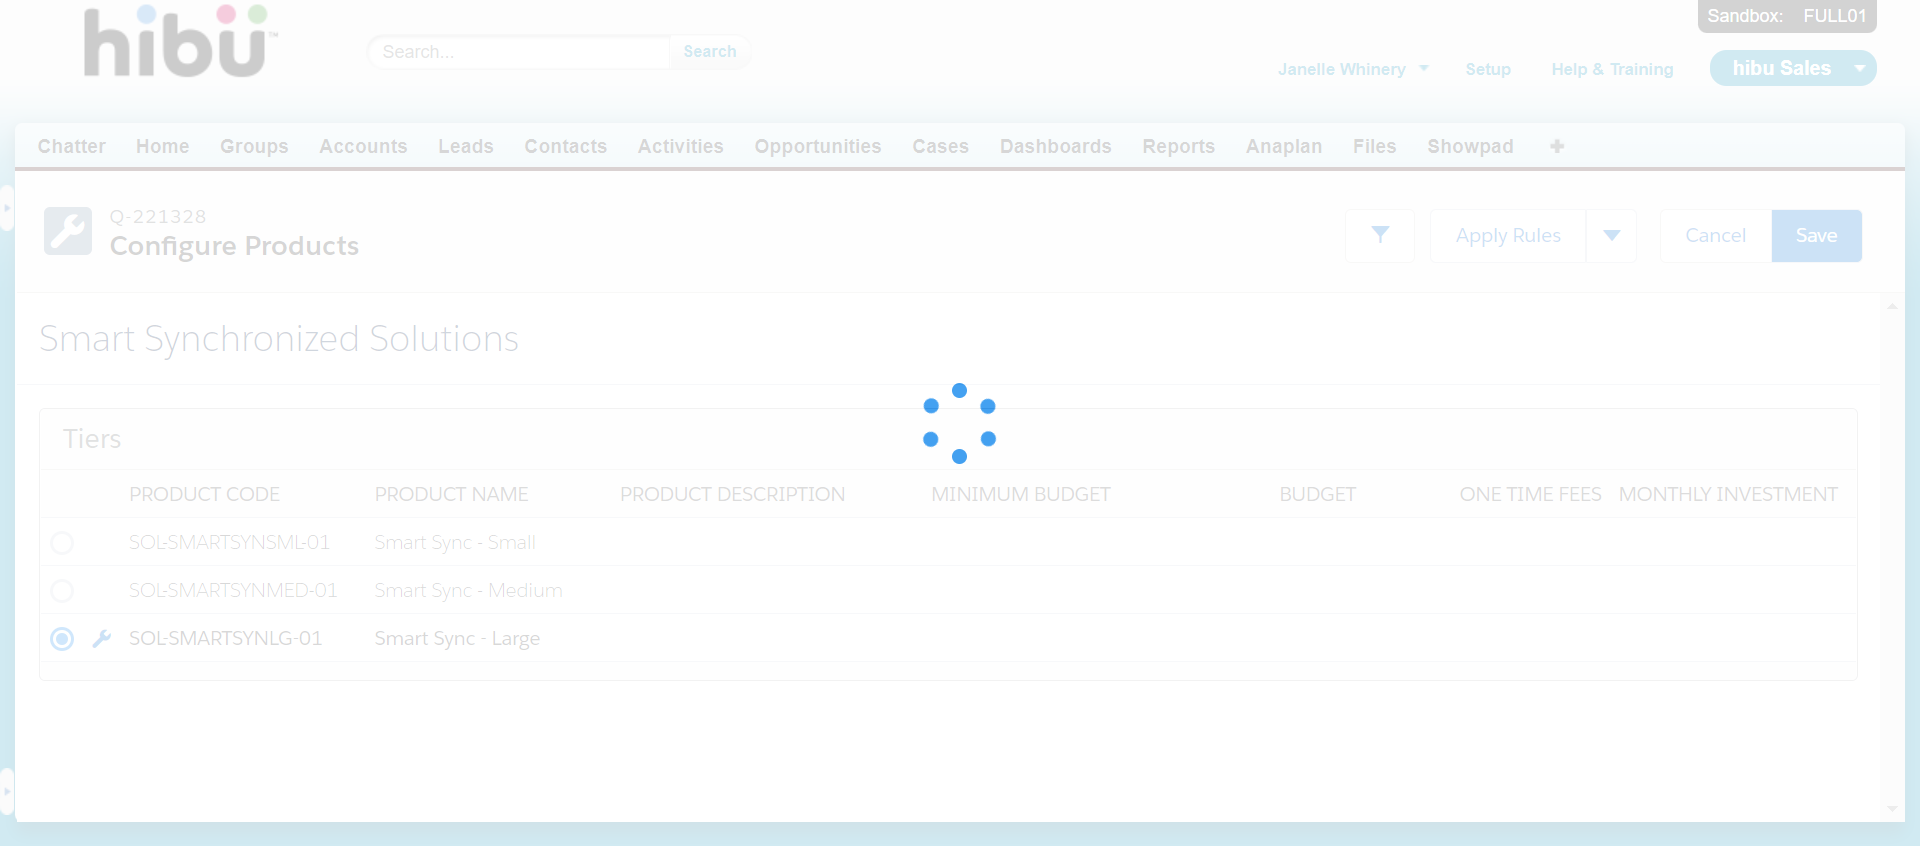 hibu™
Search...
Search
Sandbox: FULL01
Janelle Whinery
Setup
Help & Training
hibu Sales
Chatter Home Groups Accounts Leads Contacts Activities Opportunities Cases Dashboards Reports Anaplan Files Showpad
Q-221328
Configure Products
Apply Rules
Cancel
Save
Smart Synchronized Solutions
Tiers
PRODUCT CODE PRODUCT NAME PRODUCT DESCRIPTION MINIMUM BUDGET BUDGET ONE TIME FEES MONTHLY INVESTMENT
SOL-SMARTSYNSML-01 Smart Sync - Small
SOL-SMARTSYNMED-01 Smart Sync - Medium
SOL-SMARTSYNLG-01 Smart Sync - Large